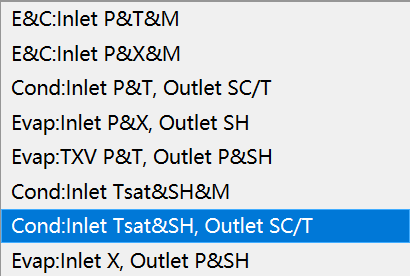 E&C:Inlet P&T&M
E&C:Inlet P&X&M
Cond:Inlet P&T, Outlet SC/T
Evap:Inlet P&X, Outlet SH
Evap:TXV P&T, Outlet P&SH
Cond:Inlet Tsat&SH&M
Cond:Inlet Tsat&SH, Outlet SC/T
Evap:Inlet X, Outlet P&SH